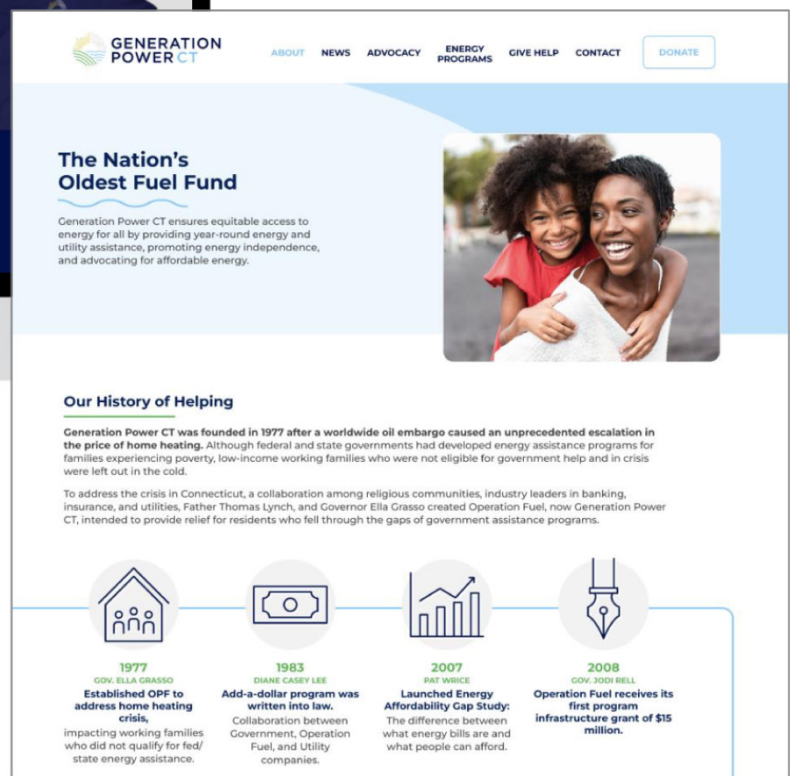 GENERATION
POWER CT
ABOUT
NEWS
ADVOCACY
ENERGY
PROGRAMS
GIVE HELP
CONTACT
DONATE
The Nation's
Oldest Fuel Fund
Generation Power CT ensures equitable access to
energy for all by providing year-round energy and
utility assistance, promoting energy independence,
and advocating for affordable energy.
Our History of Helping
Generation Power CT was founded in 1977 after a worldwide oil embargo caused an unprecedented escalation in
the price of home heating. Although federal and state governments had developed energy assistance programs for
families experiencing poverty, low-income working families who were not eligible for government help and in crisis
were left out in the cold.
To address the crisis in Connecticut, a collaboration among religious communities, industry leaders in banking,
insurance, and utilities, Father Thomas Lynch, and Governor Ella Grasso created Operation Fuel, now Generation Power
CT, intended to provide relief for residents who fell through the gaps of government assistance programs.
1977
GOV. ELLA GRASSO
Established OPF to
address home heating
crisis,
impacting working families
who did not qualify for fed/
state energy assistance.
1983
DIANE CASEY LEE
Add-a-dollar program was
written into law.
Collaboration between
Government, Operation
Fuel, and Utility
companies.
2007
PAT WRICE
Launched Energy
Affordability Gap Study:
The difference between
what energy bills are and
what people can afford.
2008
GOV. JODI RELL
Operation Fuel receives its
first program
infrastructure grant of $15
million.